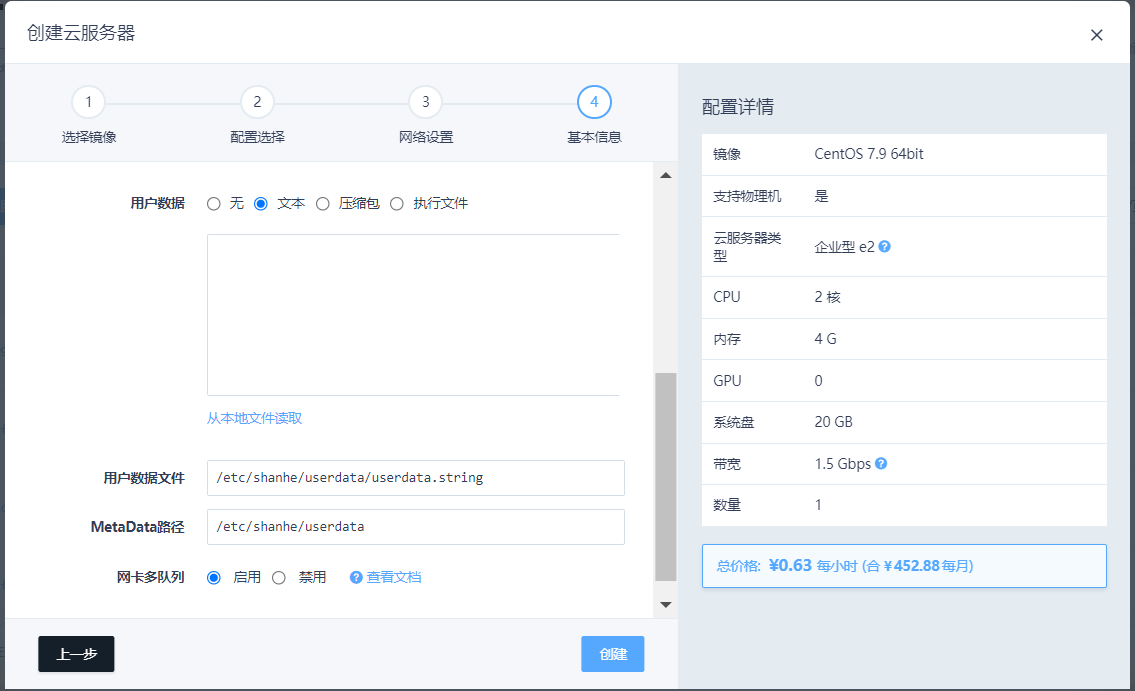 创建云服务器
1
2
3
4
选择镜像
配置选择
网络设置
基本信息
用户数据
无 文本 压缩包 执行文件
从本地文件读取
用户数据文件
/etc/shanhe/userdata/userdata.string
MetaData路径
/etc/shanhe/userdata
网卡多队列
启用 禁用 ? 查看文档
上一步
创建
配置详情
镜像 CentOS 7.9 64bit
支持物理机 是
云服务器类
型
企业型 e2 ?
CPU 2 核
内存 4 G
GPU 0
系统盘 20 GB
带宽 1.5 Gbps ?
数量 1
总价格: ¥0.63 每小时 (合 ¥452.88每月)